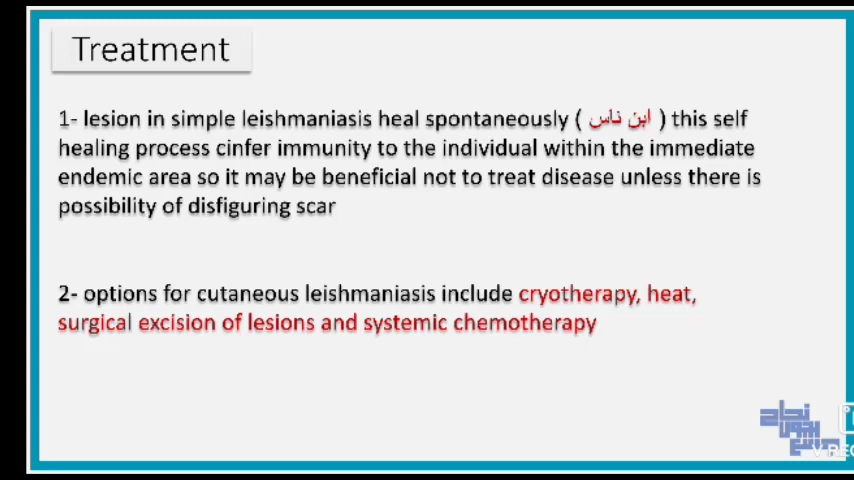 Treatment
1- lesion in simple leishmaniasis heal spontaneously ( ابن ناس ) this self
healing process cinfer immunity to the individual within the immediate
endemic area so it may be beneficial not to treat disease unless there is
possibility of disfiguring scar
2- options for cutaneous leishmaniasis include cryotherapy, heat,
surgical excision of lesions and systemic chemotherapy